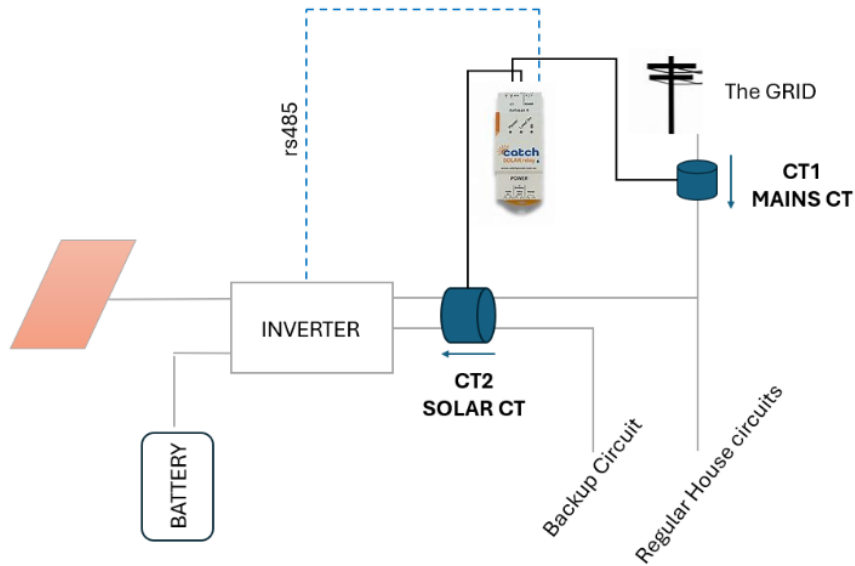 rs485
The GRID
catch
SOLAR relay
POWER
CT1
MAINS CT
INVERTER
CT2
SOLAR CT
BATTERY
Backup Circuit
Regular House circuits